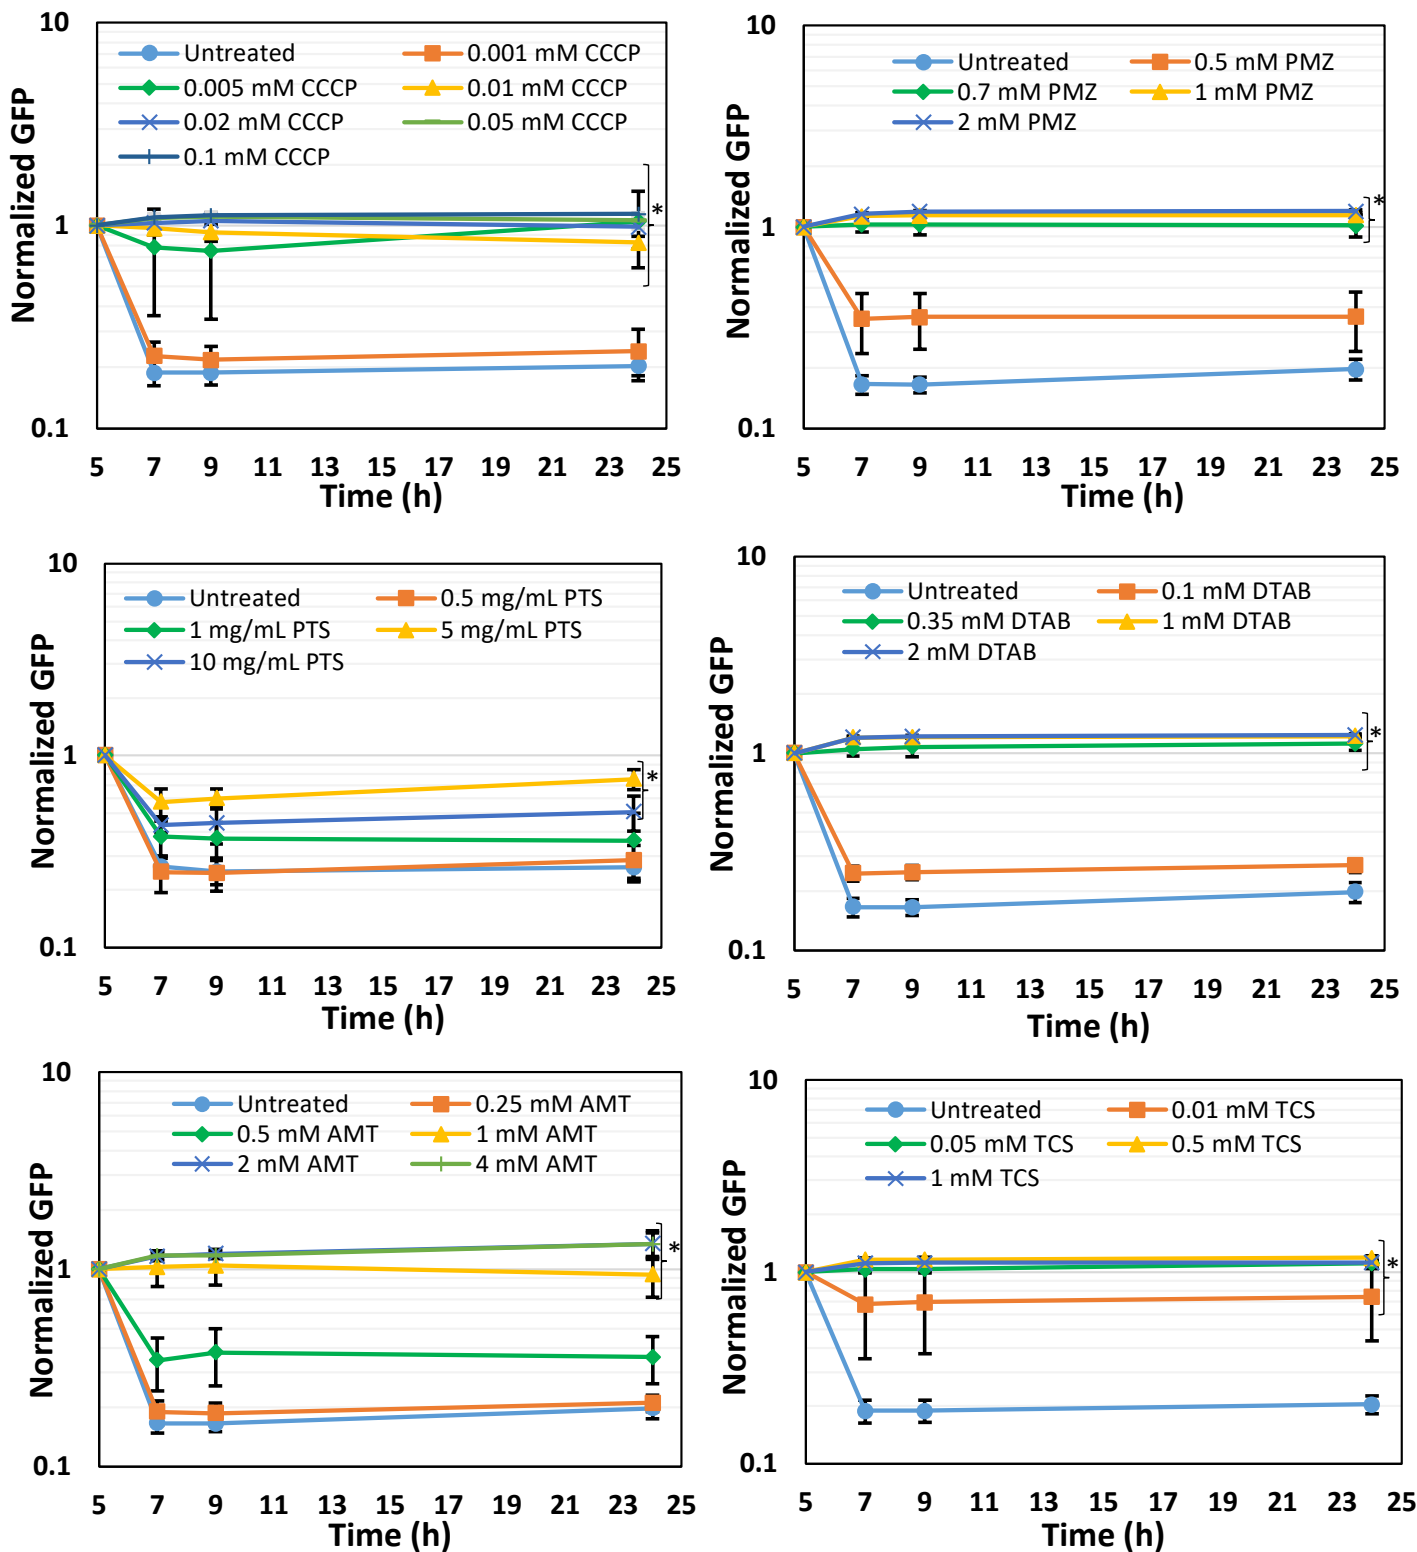 10
1
0.1
Normalized GFP
Untreated 0.001 mM CCCP
0.005 mM CCCP 0.01 mM CCCP
0.02 mM CCCP 0.05 mM CCCP
0.1 mM CCCP
*
5 7 9 11 13 15 17 19 21 23 25
Time (h)
10
1
0.1
Normalized GFP
Untreated 0.5 mM PMZ
0.7 mM PMZ 1 mM PMZ
2 mM PMZ
*
5 7 9 11 13 15 17 19 21 23 25
Time (h)
10
1
0.1
Normalized GFP
Untreated 0.5 mg/mL PTS
1 mg/mL PTS 5 mg/mL PTS
10 mg/mL PTS
*
5 7 9 11 13 15 17 19 21 23 25
Time (h)
10
1
0.1
Normalized GFP
Untreated 0.1 mM DTAB
0.35 mM DTAB 1 mM DTAB
2 mM DTAB
*
5 7 9 11 13 15 17 19 21 23 25
Time (h)
10
1
0.1
Normalized GFP
Untreated 0.25 mM AMT
0.5 mM AMT 1 mM AMT
2 mM AMT 4 mM AMT
*
5 7 9 11 13 15 17 19 21 23 25
Time (h)
10
1
0.1
Normalized GFP
Untreated 0.01 mM TCS
0.05 mM TCS 0.5 mM TCS
1 mM TCS
*
5 7 9 11 13 15 17 19 21 23 25
Time (h)